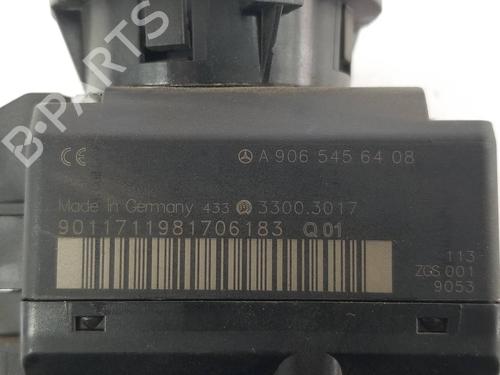 B-PARTS
CE
A 906 545 64 08
Made In Germany 433 3300.3017
9011711981706183 Q01
113
ZGS 001
9053